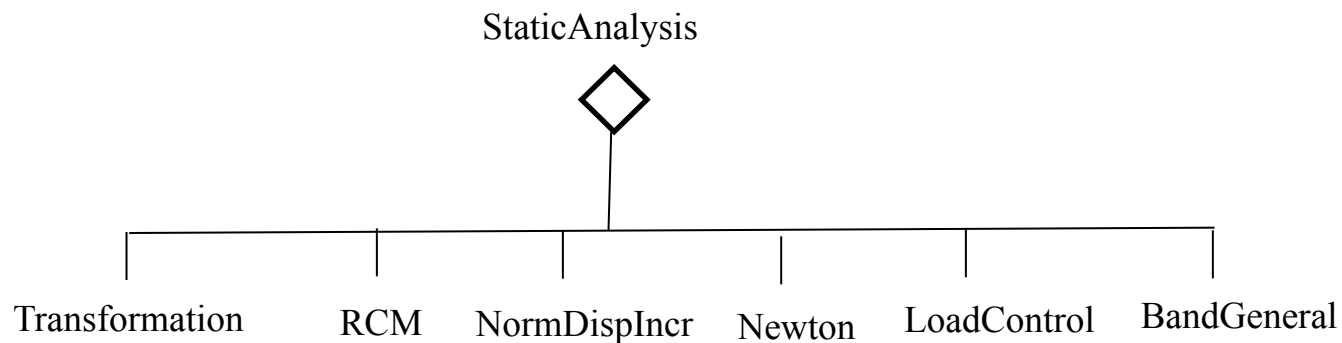 StaticAnalysis
Transformation RCM NormDispIncr Newton LoadControl BandGeneral